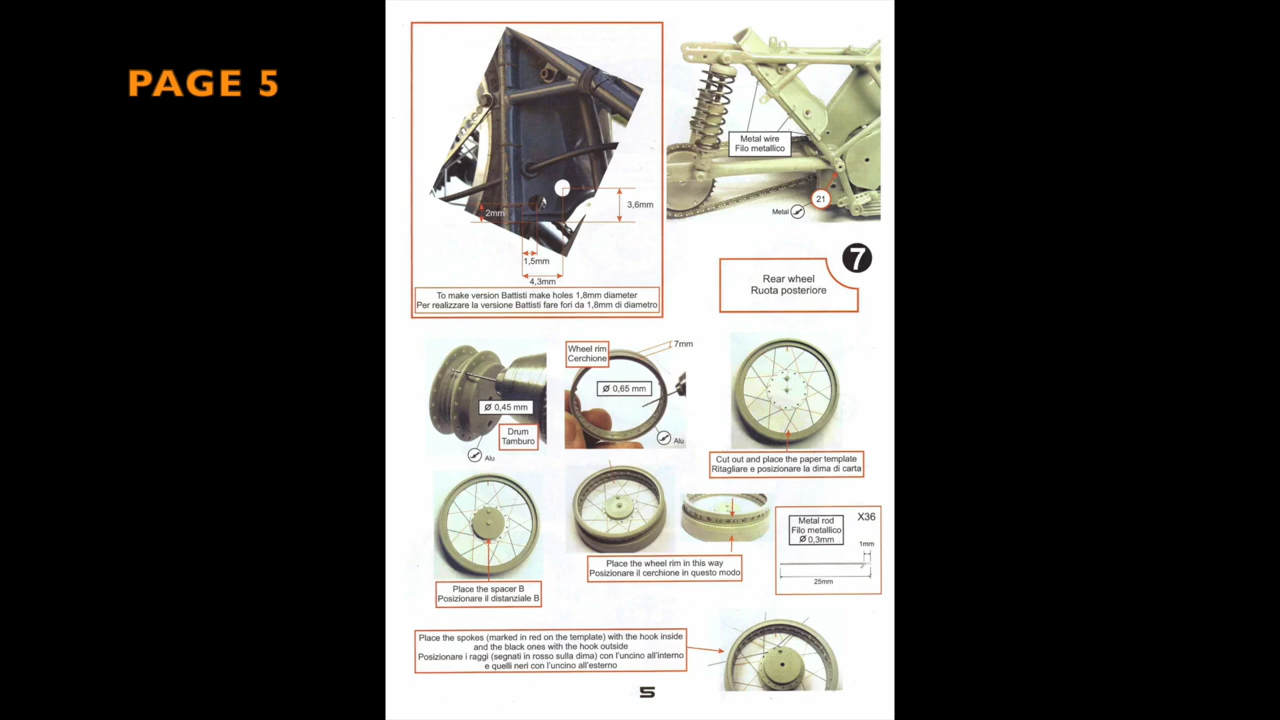 PAGE 5
2mm
3,6mm
1,5mm
4,3mm
To make version Battisti make holes 1,8mm diameter
Per realizzare la versione Battisti fare fori da 1,8mm di diametro
Metal wire
Filo metallico
21
Metal
7
Rear wheel
Ruota posteriore
Ø 0,45 mm
Drum
Tamburo
Alu
Wheel rim
Cerchione
7mm
Ø 0,65 mm
Alu
Cut out and place the paper template
Ritagliare e posizionare la dima di carta
Place the spacer B
Posizionare il distanziale B
Place the wheel rim in this way
Posizionare il cerchione in questo modo
Metal rod
Filo metallico
Ø 0,3mm
X36
1mm
25mm
Place the spokes (marked in red on the template) with the hook inside
and the black ones with the hook outside
Posizionare i raggi (segnati in rosso sulla dima) con l'uncino all'interno
e quelli neri con l'uncino all'esterno
5